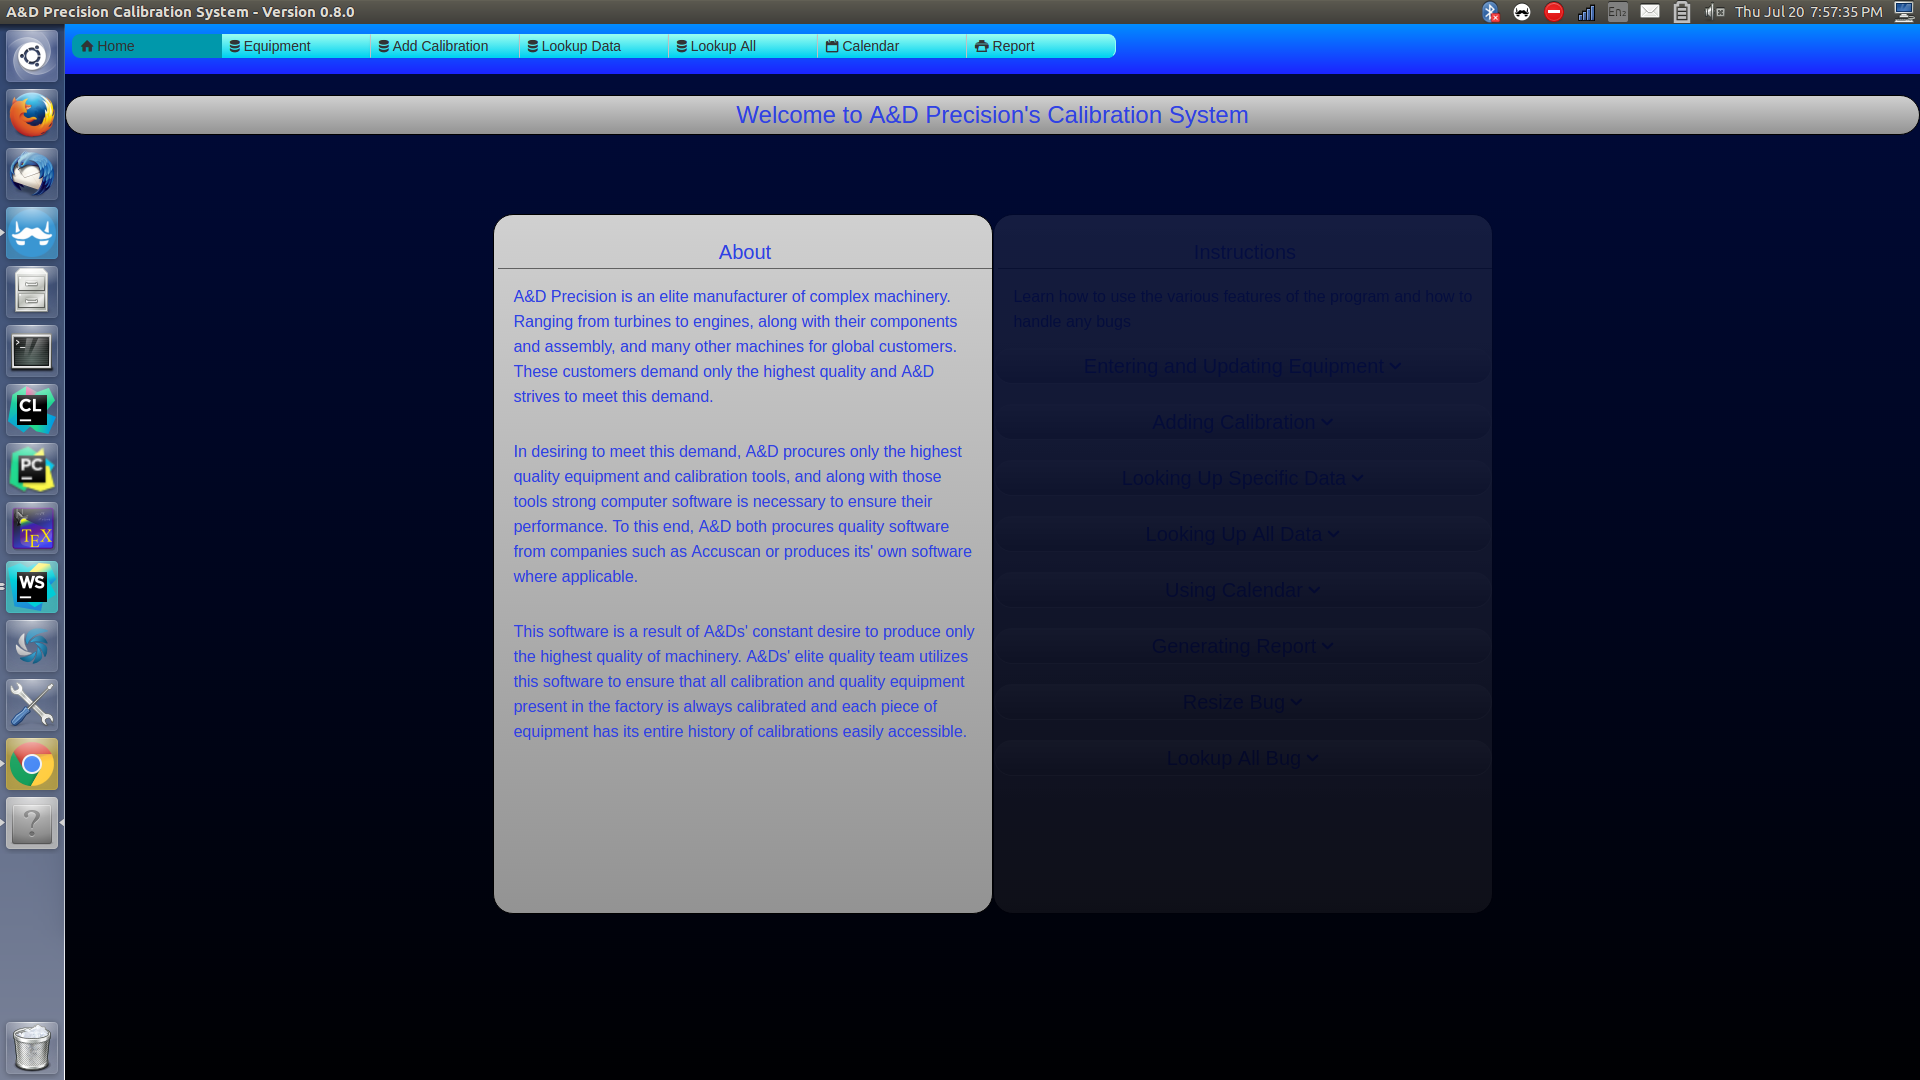 A&D Precision Calibration System - Version 0.8.0
En2
Thu Jul 20 7:57:35 PM
Home
Equipment
Add Calibration
Lookup Data
Lookup All
Calendar
Report
Welcome to A&D Precision's Calibration System
About
A&D Precision is an elite manufacturer of complex machinery.
Ranging from turbines to engines, along with their components
and assembly, and many other machines for global customers.
These customers demand only the highest quality and A&D
strives to meet this demand.
In desiring to meet this demand, A&D procures only the highest
quality equipment and calibration tools, and along with those
tools strong computer software is necessary to ensure their
performance. To this end, A&D both procures quality software
from companies such as Accuscan or produces its' own software
where applicable.
This software is a result of A&Ds' constant desire to produce only
the highest quality of machinery. A&Ds' elite quality team utilizes
this software to ensure that all calibration and quality equipment
present in the factory is always calibrated and each piece of
equipment has its entire history of calibrations easily accessible.
Instructions
Learn how to use the various features of the program and how to
handle any bugs
Entering and Updating Equipment
Adding Calibration
Looking Up Specific Data
Looking Up All Data
Using Calendar
Generating Report
Resize Bug
Lookup All Bug
CL
PC
TEX
WS
?